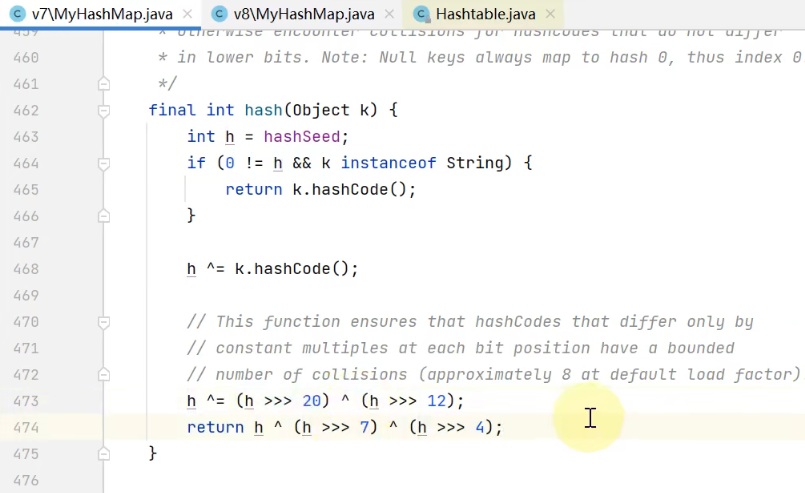 v7\MyHashMap.java v8\MyHashMap.java Hashtable.java
459 * otherwise encounter collisions for hashCodes that do not differ
460 * in lower bits. Note: Null keys always map to hash 0, thus index 0
461 */
462 final int hash(Object k) {
463 int h = hashSeed;
464 if (0 != h && k instanceof String) {
465 return k.hashCode();
466 }
467
468 h ^= k.hashCode();
469
470 // This function ensures that hashCodes that differ only by
471 // constant multiples at each bit position have a bounded
472 // number of collisions (approximately 8 at default load factor)
473 h ^= (h >>> 20) ^ (h >>> 12);
474 return h ^ (h >>> 7) ^ (h >>> 4);
475 }
476